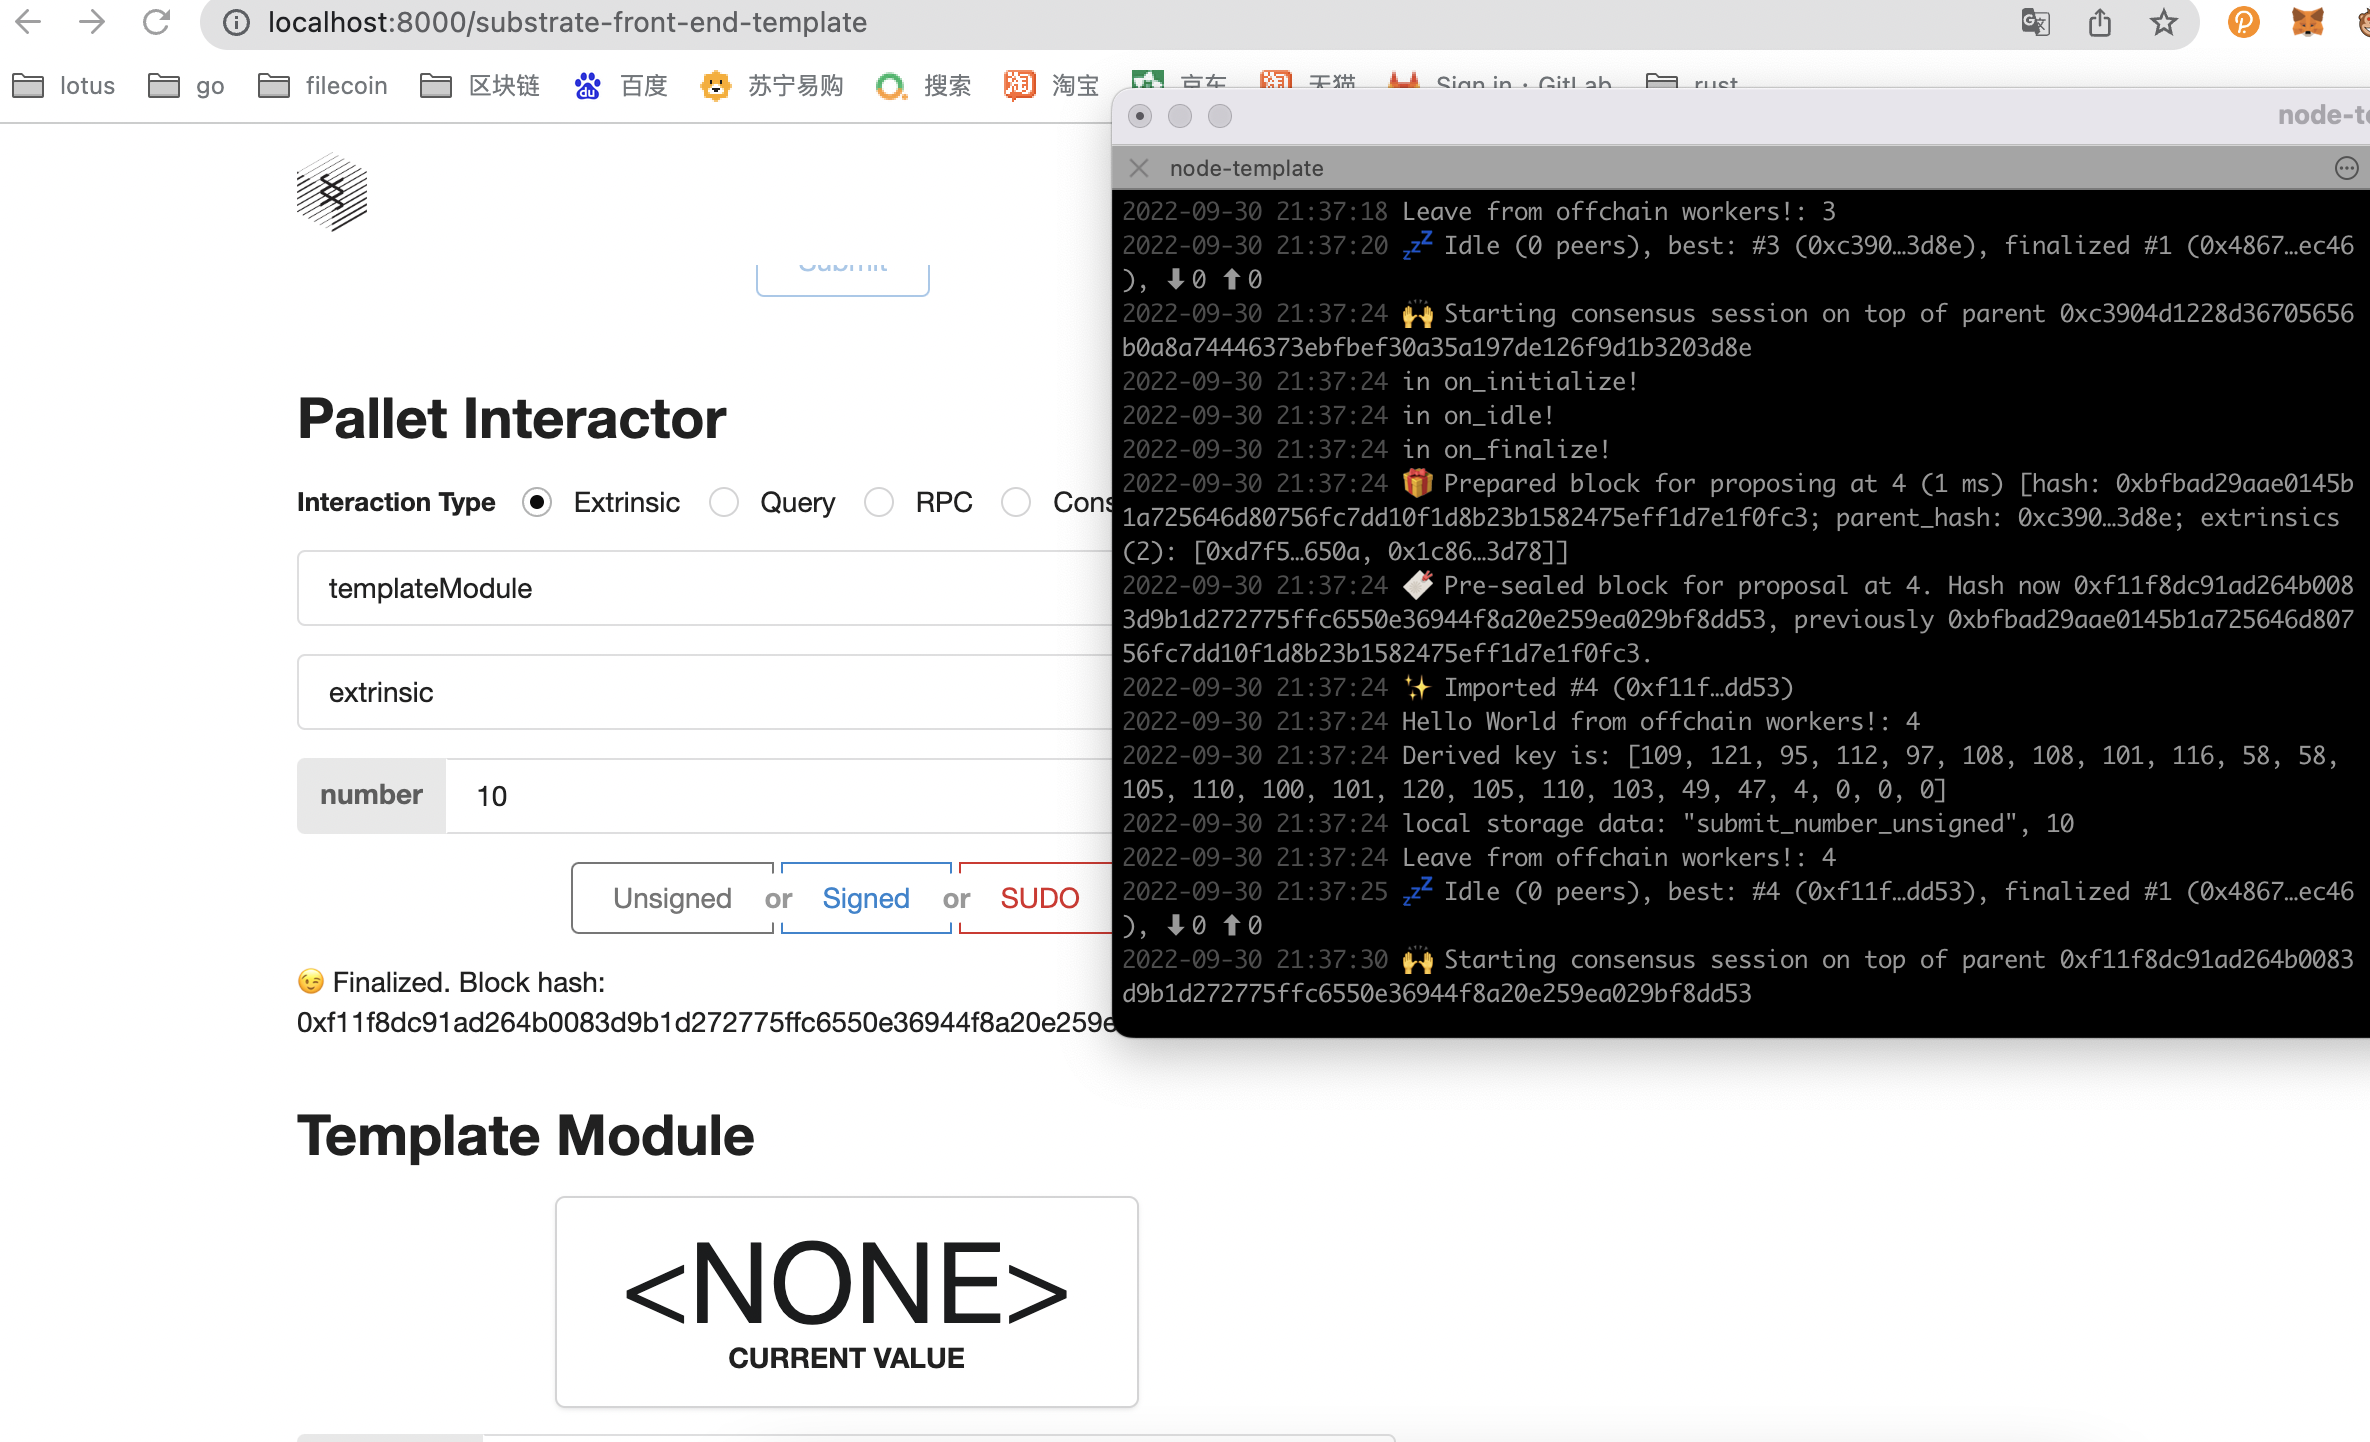 localhost:8000/substrate-front-end-template
lotus go filecoin 区块链 百度 苏宁易购 搜索 淘宝 京东 天猫 Sign in · GitLab rust
Submit
Pallet Interactor
Interaction Type Extrinsic Query RPC Cons
templateModule
extrinsic
number 10
Unsigned or Signed or SUDO
😉 Finalized. Block hash:
0xf11f8dc91ad264b0083d9b1d272775ffc6550e36944f8a20e259e
Template Module
<NONE>
CURRENT VALUE
node-te
node-template
2022-09-30 21:37:18 Leave from offchain workers!: 3
2022-09-30 21:37:20 💤 Idle (0 peers), best: #3 (0xc390…3d8e), finalized #1 (0x4867…ec46
), ⬇ 0 ⬆ 0
2022-09-30 21:37:24 🙌 Starting consensus session on top of parent 0xc3904d1228d36705656
b0a8a74446373ebfbef30a35a197de126f9d1b3203d8e
2022-09-30 21:37:24 in on_initialize!
2022-09-30 21:37:24 in on_idle!
2022-09-30 21:37:24 in on_finalize!
2022-09-30 21:37:24 🎁 Prepared block for proposing at 4 (1 ms) [hash: 0xbfbad29aae0145b
1a725646d80756fc7dd10f1d8b23b1582475eff1d7e1f0fc3; parent_hash: 0xc390…3d8e; extrinsics
(2): [0xd7f5…650a, 0x1c86…3d78]]
2022-09-30 21:37:24 🔖 Pre-sealed block for proposal at 4. Hash now 0xf11f8dc91ad264b008
3d9b1d272775ffc6550e36944f8a20e259ea029bf8dd53, previously 0xbfbad29aae0145b1a725646d807
56fc7dd10f1d8b23b1582475eff1d7e1f0fc3.
2022-09-30 21:37:24 ✨ Imported #4 (0xf11f…dd53)
2022-09-30 21:37:24 Hello World from offchain workers!: 4
2022-09-30 21:37:24 Derived key is: [109, 121, 95, 112, 97, 108, 108, 101, 116, 58, 58,
105, 110, 100, 101, 120, 105, 110, 103, 49, 47, 4, 0, 0, 0]
2022-09-30 21:37:24 local storage data: "submit_number_unsigned", 10
2022-09-30 21:37:24 Leave from offchain workers!: 4
2022-09-30 21:37:25 💤 Idle (0 peers), best: #4 (0xf11f…dd53), finalized #1 (0x4867…ec46
), ⬇ 0 ⬆ 0
2022-09-30 21:37:30 🙌 Starting consensus session on top of parent 0xf11f8dc91ad264b0083
d9b1d272775ffc6550e36944f8a20e259ea029bf8dd53